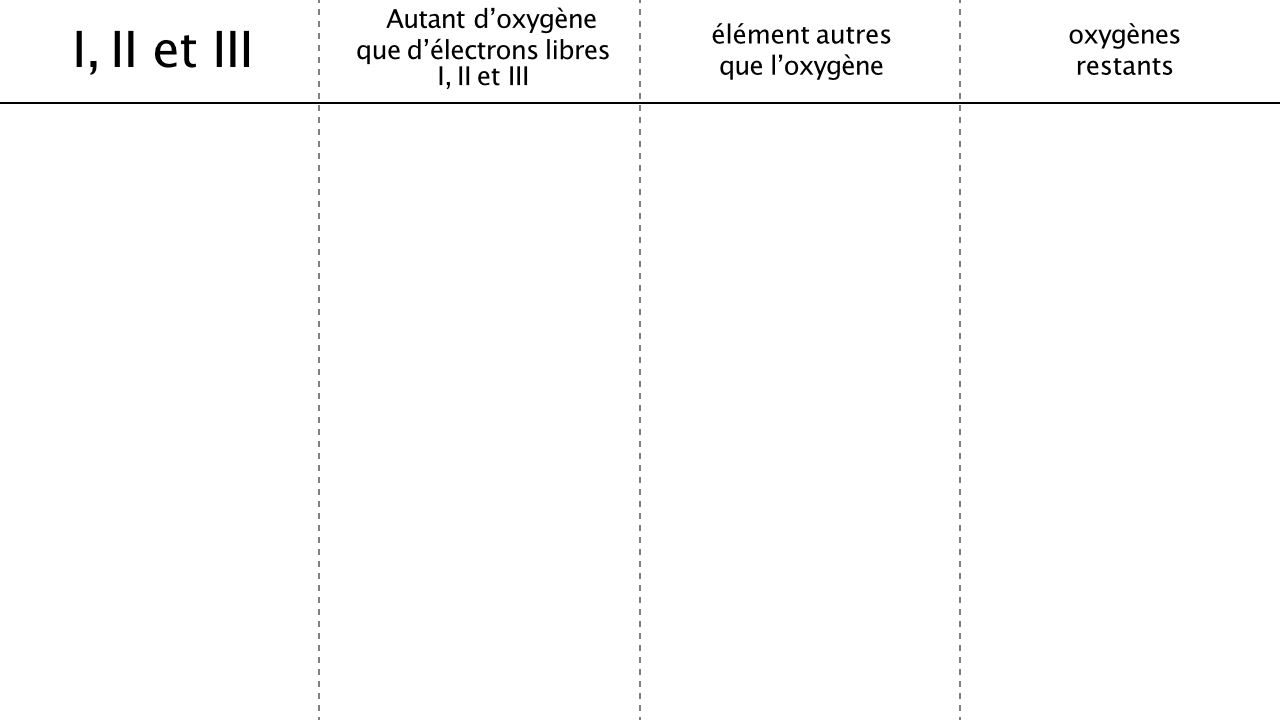 I, II et III
Autant d’oxygène
que d’électrons libres
I, II et III
élément autres
que l’oxygène
oxygènes
restants